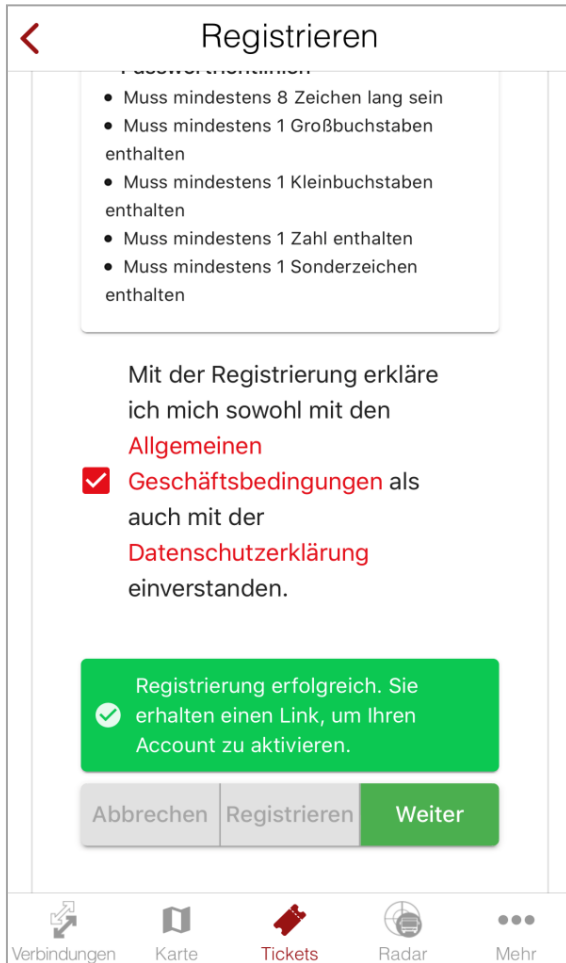 Registrieren
Passwortrichtlinien
• Muss mindestens 8 Zeichen lang sein
• Muss mindestens 1 Großbuchstaben
enthalten
• Muss mindestens 1 Kleinbuchstaben
enthalten
• Muss mindestens 1 Zahl enthalten
• Muss mindestens 1 Sonderzeichen
enthalten
Mit der Registrierung erkläre
ich mich sowohl mit den
Allgemeinen
Geschäftsbedingungen als
auch mit der
Datenschutzerklärung
einverstanden.
Registrierung erfolgreich. Sie
erhalten einen Link, um Ihren
Account zu aktivieren.
Abbrechen Registrieren Weiter
Verbindungen Karte Tickets Radar Mehr